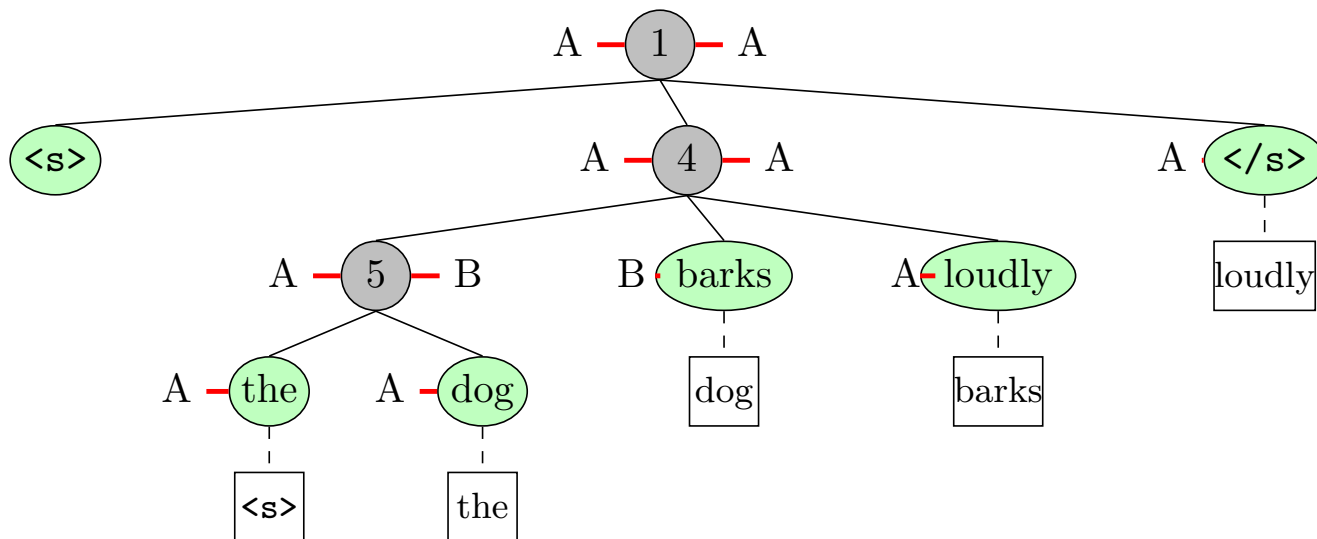 A 1 A
<s> A 4 A A </s>
A 5 B B barks A loudly loudly
A the A dog dog barks
<s> the